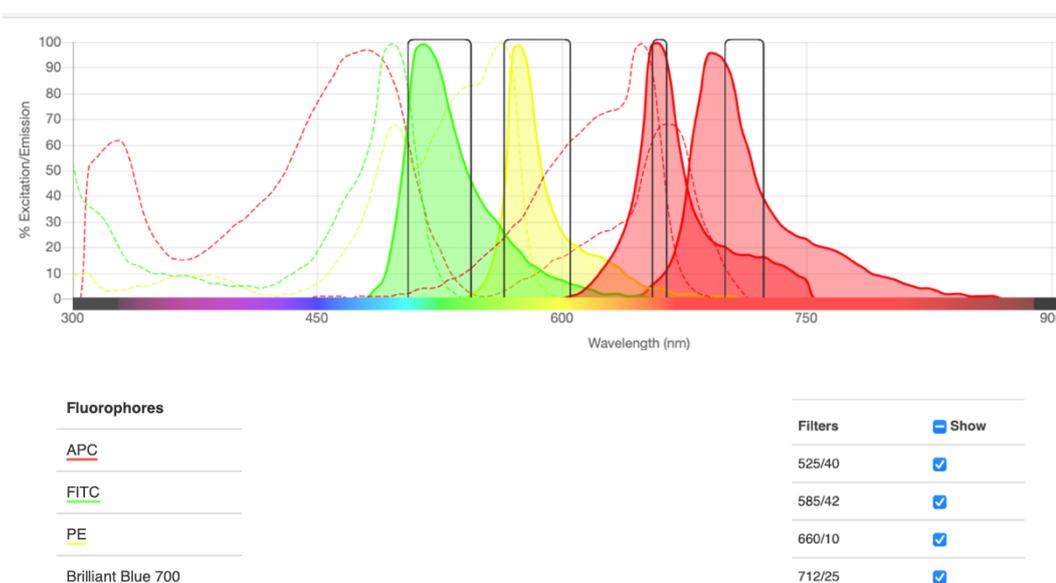 100
90
80
70
60
50
40
30
20
10
0
% Excitation/Emission
300 450 600 750 90
Wavelength (nm)
Fluorophores
APC
FITC
PE
Brilliant Blue 700
Filters Show
525/40
585/42
660/10
712/25